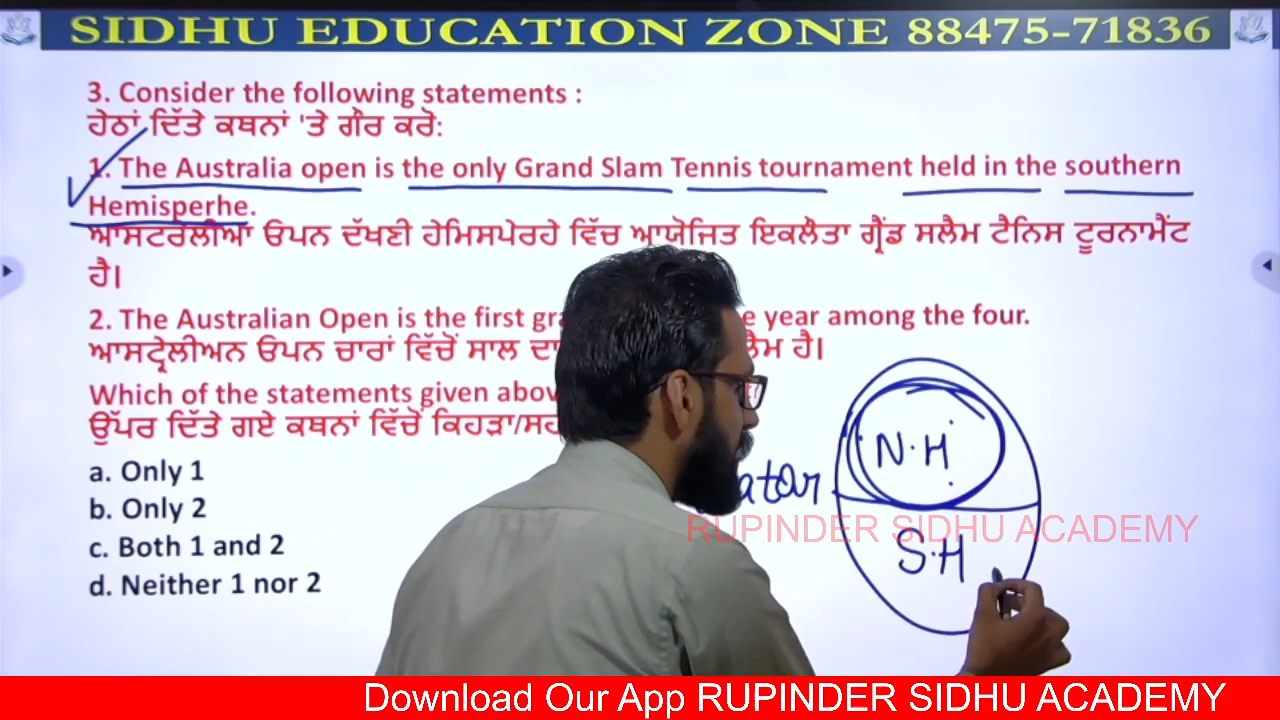 SIDHU EDUCATION ZONE 88475-71836
3. Consider the following statements :
ਹੇਠਾਂ ਦਿੱਤੇ ਕਥਨਾਂ 'ਤੇ ਗੌਰ ਕਰੋ:
1. The Australia open is the only Grand Slam Tennis tournament held in the southern
Hemisperhe.
ਆਸਟਰੇਲੀਆ ਓਪਨ ਦੱਖਣੀ ਹੇਮਿਸਪੇਰਹੇ ਵਿੱਚ ਆਯੋਜਿਤ ਇਕਲੌਤਾ ਗ੍ਰੈਂਡ ਸਲੈਮ ਟੈਨਿਸ ਟੂਰਨਾਮੈਂਟ
ਹੈ।
2. The Australian Open is the first year among the four.
ਆਸਟ੍ਰੇਲੀਅਨ ਓਪਨ ਚਾਰਾਂ ਵਿੱਚੋਂ ਸਾਲ ਹੈ।
Which of the statements given
ਉੱਪਰ ਦਿੱਤੇ ਗਏ ਕਥਨਾਂ ਵਿੱਚੋਂ
N.H
S.H
a. Only 1
b. Only 2
c. Both 1 and 2
d. Neither 1 nor 2
RUPINDER SIDHU ACADEMY
Download Our App RUPINDER SIDHU ACADEMY